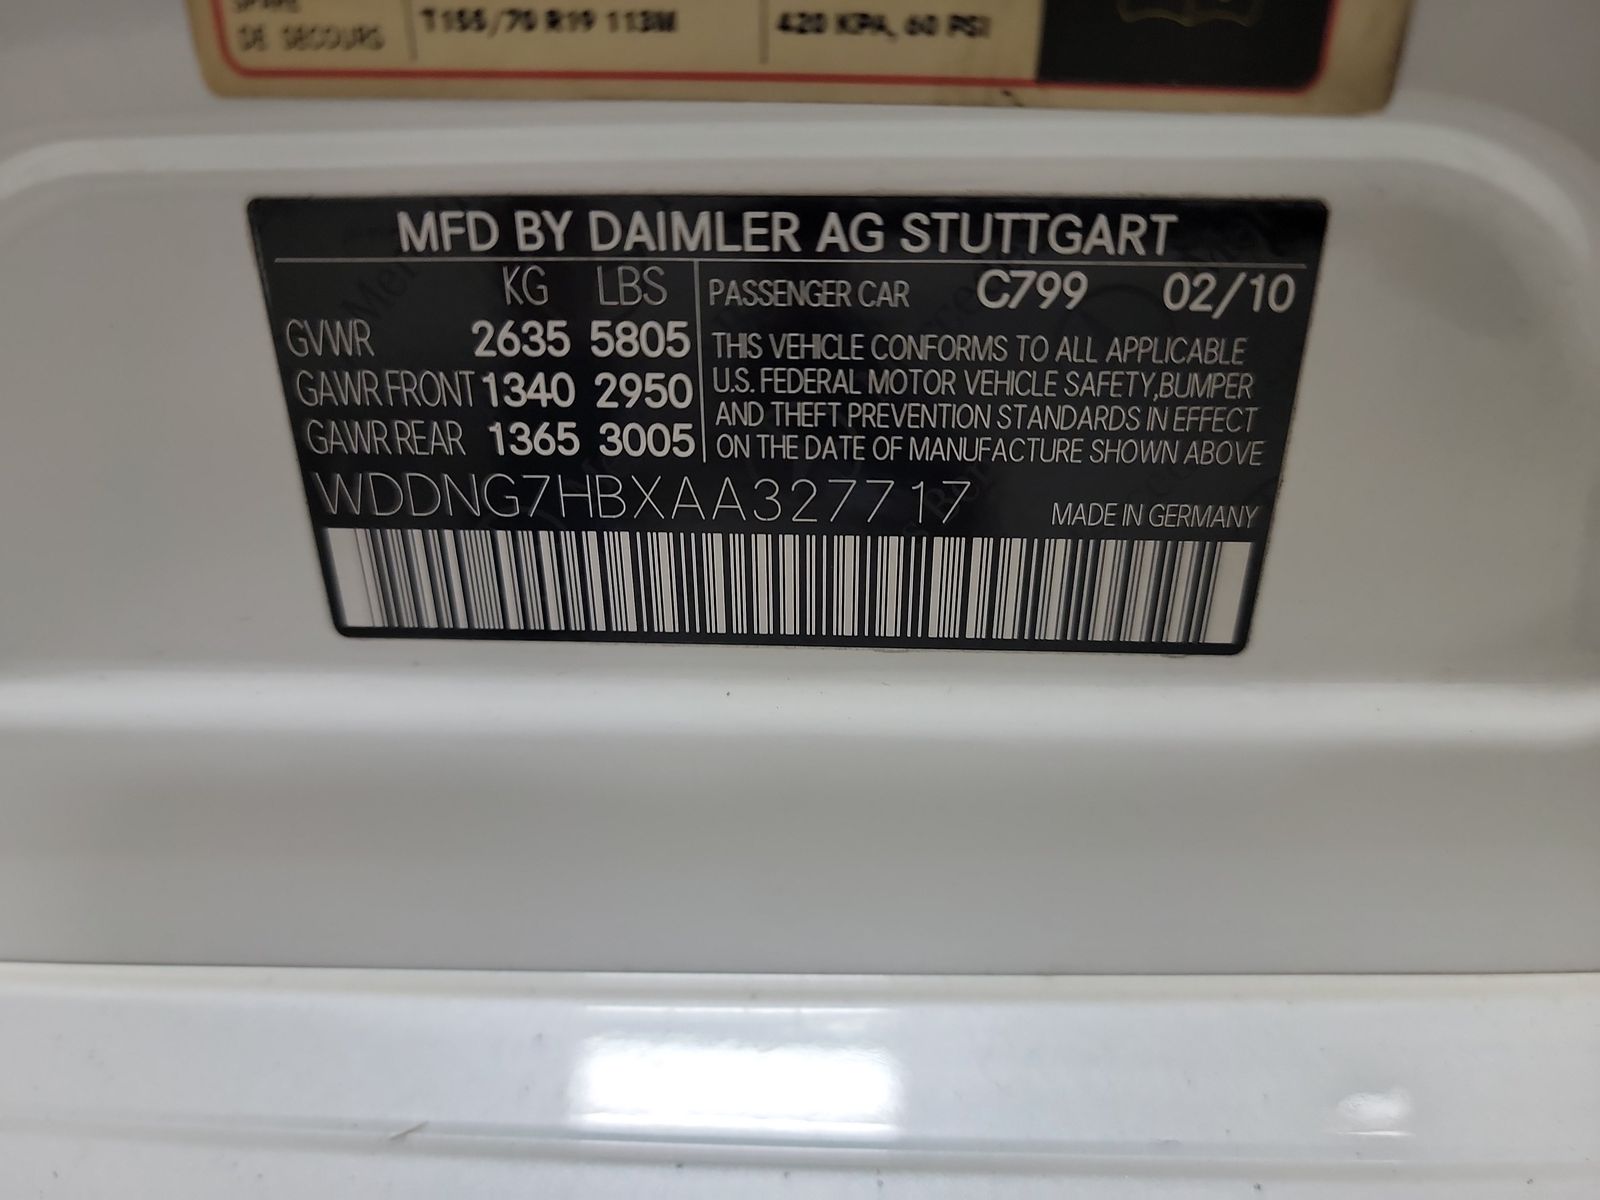 SPARE
DE SECOURS T155/70 R19 113M 420 KPA, 60 PSI
MFD BY DAIMLER AG STUTTGART
KG LBS PASSENGER CAR C799 02/10
GVWR 2635 5805
GAWR FRONT 1340 2950
GAWR REAR 1365 3005
THIS VEHICLE CONFORMS TO ALL APPLICABLE
U.S. FEDERAL MOTOR VEHICLE SAFETY,BUMPER
AND THEFT PREVENTION STANDARDS IN EFFECT
ON THE DATE OF MANUFACTURE SHOWN ABOVE
WDDNG7HBXAA327717 MADE IN GERMANY